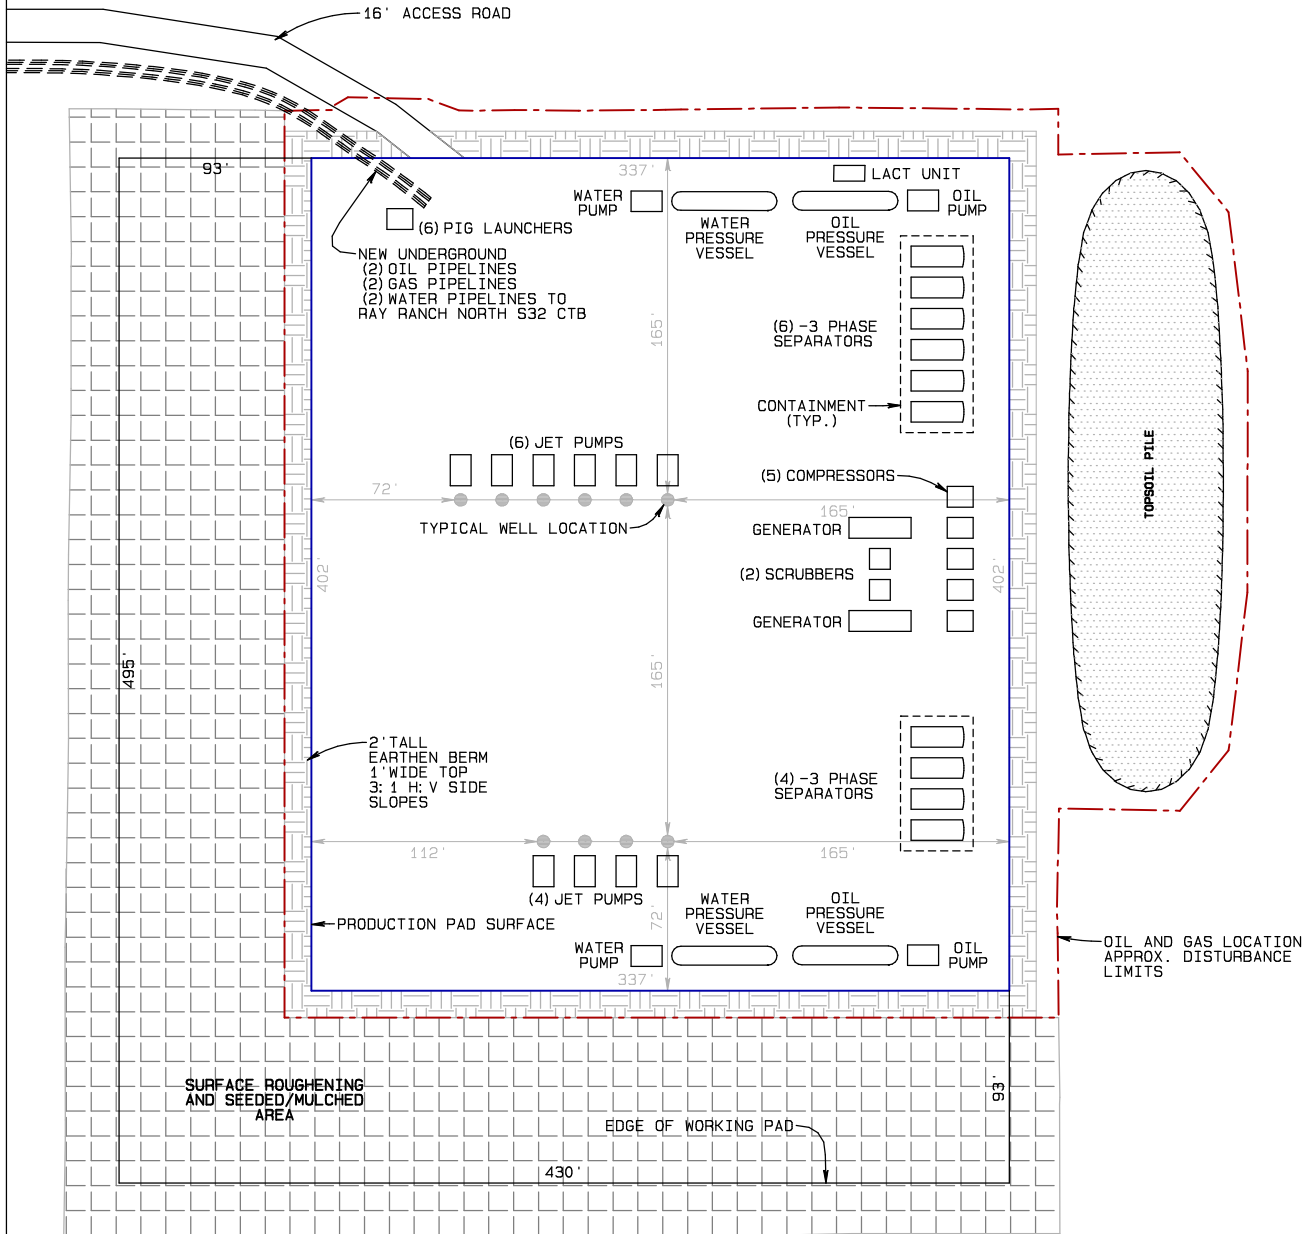 16' ACCESS ROAD
93'
337'
LACT UNIT
WATER
PUMP
OIL
PUMP
WATER
PRESSURE
VESSEL
OIL
PRESSURE
VESSEL
(6) PIG LAUNCHERS
NEW UNDERGROUND
(2) OIL PIPELINES
(2) GAS PIPELINES
(2) WATER PIPELINES TO
RAY RANCH NORTH S32 CTB
165'
(6) -3 PHASE
SEPARATORS
CONTAINMENT
(TYP.)
(6) JET PUMPS
72'
165'
TYPICAL WELL LOCATION
(5) COMPRESSORS
GENERATOR
(2) SCRUBBERS
GENERATOR
402'
402'
TOPSOIL PILE
495'
165'
2' TALL
EARTHEN BERM
1' WIDE TOP
3: 1 H: V SIDE
SLOPES
(4) -3 PHASE
SEPARATORS
112'
165'
(4) JET PUMPS
72'
WATER
PRESSURE
VESSEL
OIL
PRESSURE
VESSEL
PRODUCTION PAD SURFACE
WATER
PUMP
OIL
PUMP
337'
OIL AND GAS LOCATION
APPROX. DISTURBANCE
LIMITS
SURFACE ROUGHENING
AND SEEDED/MULCHED
AREA
93'
EDGE OF WORKING PAD
430'